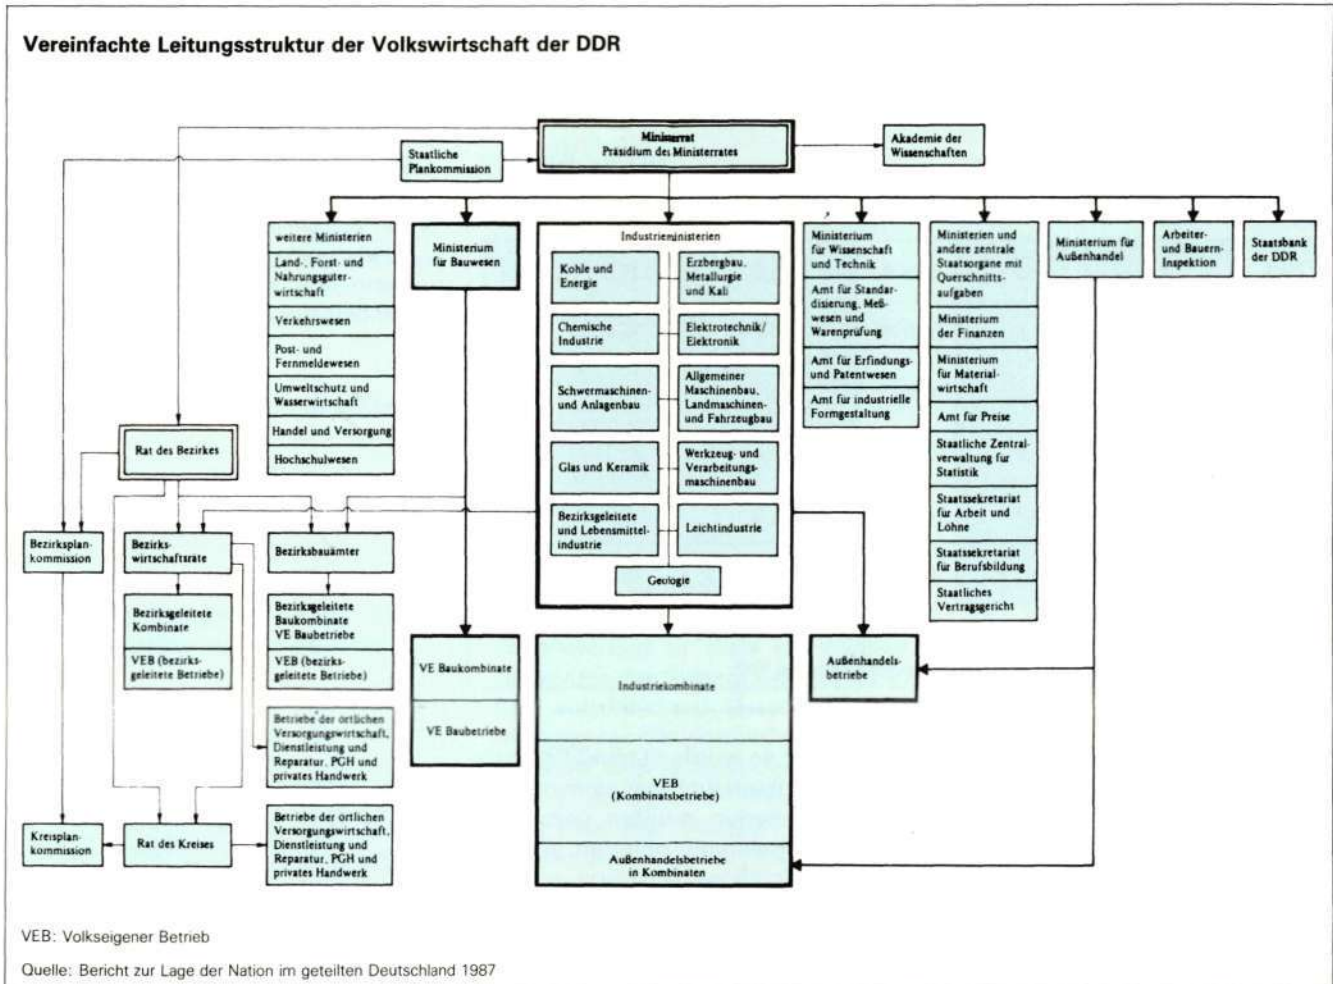 Vereinfachte Leitungsstruktur der Volkswirtschaft der DDR
Ministerrat
Präsidium des Ministerrates
Staatliche
Plankommission
Akademie der
Wissenschaften
weitere Ministerien
Land-, Forst- und
Nahrungsguter-
wirtschaft
Verkehrswesen
Post- und
Fernmeldewesen
Umweltschutz und
Wasserwirtschaft
Handel und Versorgung
Hochschulwesen
Ministerium
für Bauwesen
Industrieministerien
Kohle und
Energie
Erzbergbau,
Metallurgie
und Kali
Chemische
Industrie
Elektrotechnik/
Elektronik
Schwermaschinen-
und Anlagenbau
Allgemeiner
Maschinenbau,
Landmaschinen-
und Fahrzeugbau
Glas und Keramik
Werkzeug- und
Verarbeitungs-
maschinenbau
Bezirksgeleitete
und Lebensmittel-
industrie
Leichtindustrie
Geologie
Ministerium
für Wissenschaft
und Technik
Amt für Standar-
disierung, Meß-
wesen und
Warenprüfung
Amt für Erfindungs-
und Patentwesen
Amt für industrielle
Formgestaltung
Ministerien und
andere zentrale
Staatsorgane mit
Querschnitts-
aufgaben
Ministerium
der Finanzen
Ministerium
für Material-
wirtschaft
Amt für Preise
Staatliche Zentral-
verwaltung für
Statistik
Staatssekretariat
für Arbeit und
Lohne
Staatssekretariat
für Berufsbildung
Staatliches
Vertragsgericht
Ministerium für
Außenhandel
Arbeiter-
und Bauern-
Inspektion
Staatsbank
der DDR
Rat des Bezirkes
Bezirksplan-
kommission
Bezirks-
wirtschaftsräte
Bezirksbauämter
Bezirksgeleitete
Kombinate
VEB (bezirks-
geleitete Betriebe)
Bezirksgeleitete
Baukombinate
VE Baubetriebe
VEB (bezirks-
geleitete Betriebe)
VE Baukombinate
VE Baubetriebe
Industriekombinate
VEB
(Kombinatsbetriebe)
Außenhandelsbetriebe
in Kombinaten
Außenhandels-
betriebe
Betriebe der örtlichen
Versorgungswirtschaft,
Dienstleistung und
Reparatur, PGH und
privates Handwerk
Kreisplan-
kommission
Rat des Kreises
Betriebe der örtlichen
Versorgungswirtschaft,
Dienstleistung und
Reparatur, PGH und
privates Handwerk
VEB: Volkseigener Betrieb
Quelle: Bericht zur Lage der Nation im geteilten Deutschland 1987